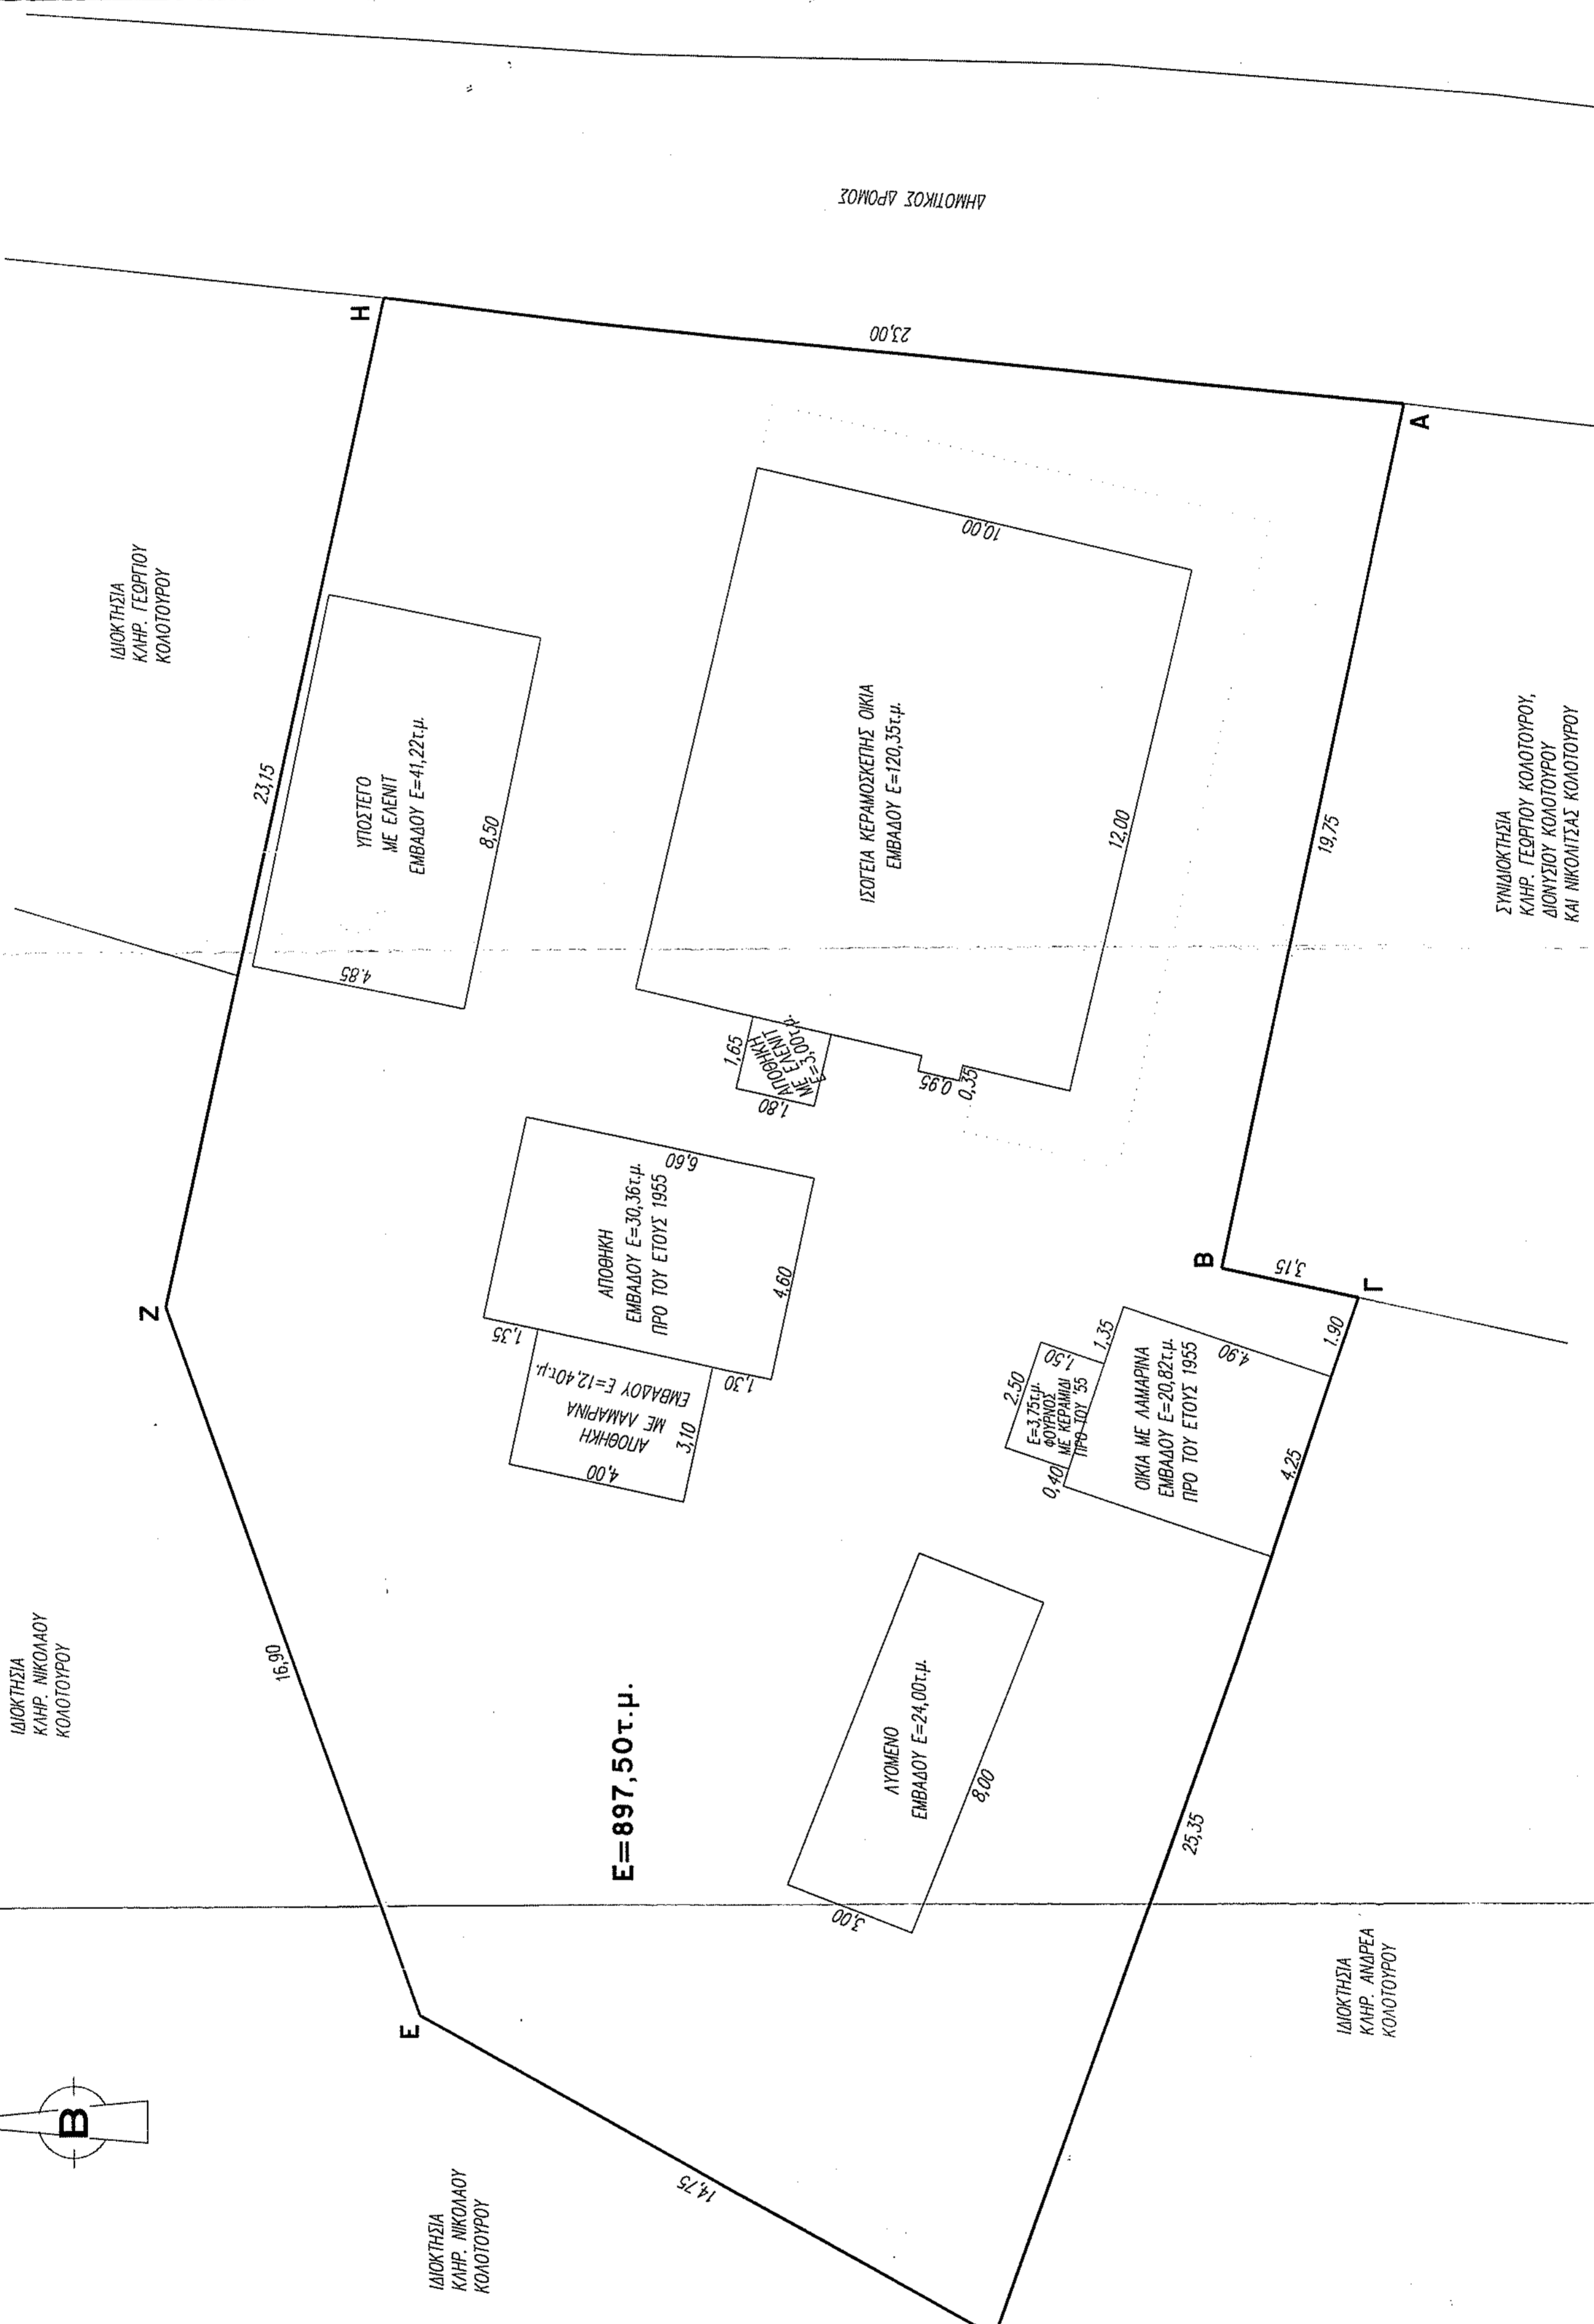 ΔΗΜΟΤΙΚΟΣ ΔΡΟΜΟΣ
Η
23,00
Α
ΙΔΙΟΚΤΗΣΙΑ
ΚΛΗΡ. ΓΕΩΡΓΙΟΥ
ΚΟΛΟΤΟΥΡΟΥ
23,15
ΥΠΟΣΤΕΓΟ
ΜΕ ΕΛΕΝΙΤ
ΕΜΒΑΔΟΥ Ε=41,22τ.μ.
8,50
4,85
10,00
ΙΣΟΓΕΙΑ ΚΕΡΑΜΟΣΚΕΠΗΣ ΟΙΚΙΑ
ΕΜΒΑΔΟΥ Ε=120,35τ.μ.
12,00
19,75
ΣΥΝΙΔΙΟΚΤΗΣΙΑ
ΚΛΗΡ. ΓΕΩΡΓΙΟΥ ΚΟΛΟΤΟΥΡΟΥ,
ΔΙΟΝΥΣΙΟΥ ΚΟΛΟΤΟΥΡΟΥ
ΚΑΙ ΝΙΚΟΛΙΤΣΑΣ ΚΟΛΟΤΟΥΡΟΥ
1,65
ΑΠΟΘΗΚΗ
ΜΕ ΕΛΕΝΙΤ
Ε=3,00τ.μ.
1,80
0,95
0,35
Ζ
6,60
ΑΠΟΘΗΚΗ
ΕΜΒΑΔΟΥ Ε=30,36τ.μ.
ΠΡΟ ΤΟΥ ΕΤΟΥΣ 1955
4,60
1,35
1,30
ΑΠΟΘΗΚΗ
ΜΕ ΛΑΜΑΡΙΝΑ
ΕΜΒΑΔΟΥ Ε=12,40τ.μ.
3,10
4,00
Β
3,15
Γ
1.90
1,35
1,50
2.50
Ε=3,75τ.μ.
ΦΟΥΡΝΟΣ
ΜΕ ΚΕΡΑΜΙΔΙ
ΠΡΟ ΤΟΥ '55
0,40
4.90
ΟΙΚΙΑ ΜΕ ΛΑΜΑΡΙΝΑ
ΕΜΒΑΔΟΥ Ε=20,82τ.μ.
ΠΡΟ ΤΟΥ ΕΤΟΥΣ 1955
4.25
ΙΔΙΟΚΤΗΣΙΑ
ΚΛΗΡ. ΝΙΚΟΛΑΟΥ
ΚΟΛΟΤΟΥΡΟΥ
16,90
Ε=897,50τ.μ.
ΛΥΟΜΕΝΟ
ΕΜΒΑΔΟΥ Ε=24,00τ.μ.
8,00
3,00
25,35
ΙΔΙΟΚΤΗΣΙΑ
ΚΛΗΡ. ΑΝΔΡΕΑ
ΚΟΛΟΤΟΥΡΟΥ
Ε
Β
14,75
ΙΔΙΟΚΤΗΣΙΑ
ΚΛΗΡ. ΝΙΚΟΛΑΟΥ
ΚΟΛΟΤΟΥΡΟΥ